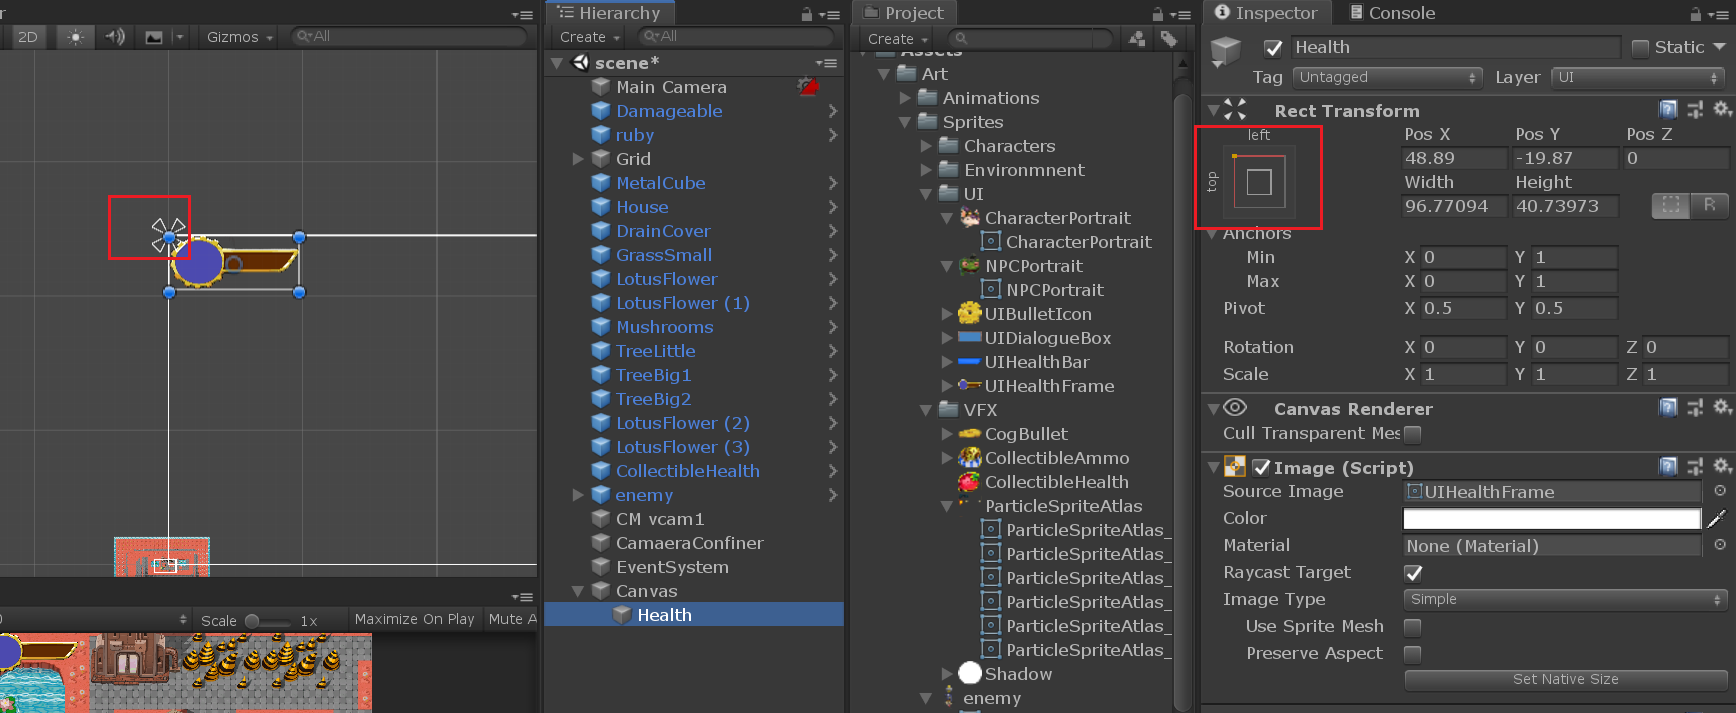 r
2D
Gizmos
All
Scale
1x
Maximize On Play
Mute A
Hierarchy
Create
All
scene*
Main Camera
Damageable
ruby
Grid
MetalCube
House
DrainCover
GrassSmall
LotusFlower
LotusFlower (1)
Mushrooms
TreeLittle
TreeBig1
TreeBig2
LotusFlower (2)
LotusFlower (3)
CollectibleHealth
enemy
CM vcam1
CamaeraConfiner
EventSystem
Canvas
Health
Project
Create
Assets
Art
Animations
Sprites
Characters
Environmnent
UI
CharacterPortrait
CharacterPortrait
NPCPortrait
NPCPortrait
UIBulletIcon
UIDialogueBox
UIHealthBar
UIHealthFrame
VFX
CogBullet
CollectibleAmmo
CollectibleHealth
ParticleSpriteAtlas
ParticleSpriteAtlas_
ParticleSpriteAtlas_
ParticleSpriteAtlas_
ParticleSpriteAtlas_
ParticleSpriteAtlas_
ParticleSpriteAtlas_
Shadow
enemy
Inspector
Console
Health
Static
Tag
Untagged
Layer
UI
Rect Transform
left
top
Pos X
Pos Y
Pos Z
48.89
-19.87
0
Width
Height
96.77094
40.73973
R
Anchors
Min X 0 Y 1
Max X 0 Y 1
Pivot X 0.5 Y 0.5
Rotation X 0 Y 0 Z 0
Scale X 1 Y 1 Z 1
Canvas Renderer
Cull Transparent Mes
Image (Script)
Source Image UIHealthFrame
Color
Material None (Material)
Raycast Target
Image Type Simple
Use Sprite Mesh
Preserve Aspect
Set Native Size